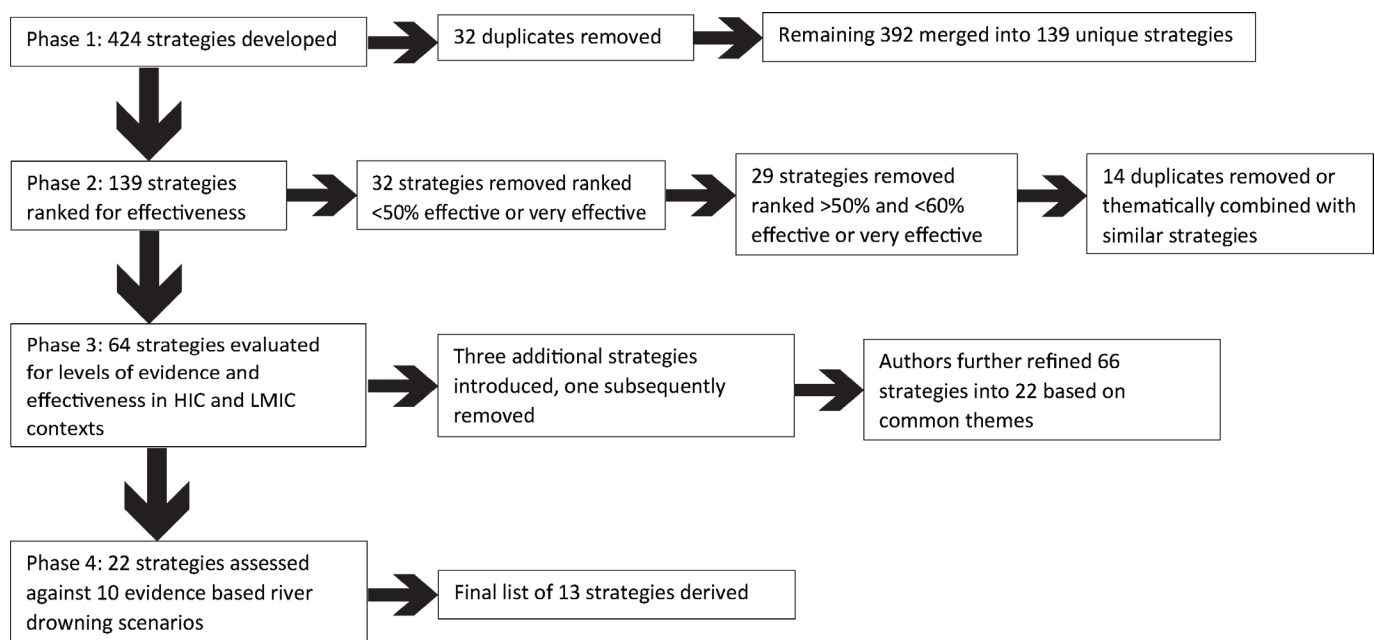 Phase 1: 424 strategies developed
32 duplicates removed
Remaining 392 merged into 139 unique strategies
Phase 2: 139 strategies
ranked for effectiveness
32 strategies removed ranked
<50% effective or very effective
29 strategies removed
ranked >50% and <60%
effective or very effective
14 duplicates removed or
thematically combined with
similar strategies
Phase 3: 64 strategies evaluated
for levels of evidence and
effectiveness in HIC and LMIC
contexts
Three additional strategies
introduced, one subsequently
removed
Authors further refined 66
strategies into 22 based on
common themes
Phase 4: 22 strategies assessed
against 10 evidence based river
drowning scenarios
Final list of 13 strategies derived